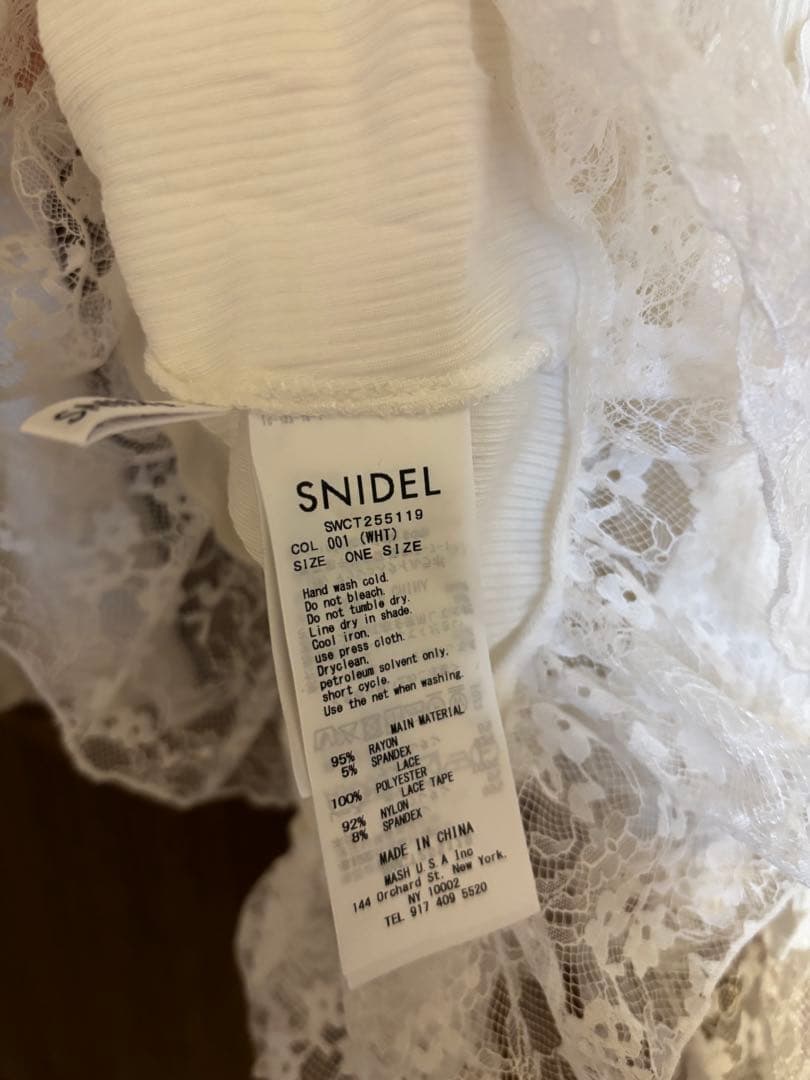 SNIDEL
SWCT255119
COL 001 (WHT)
SIZE ONE SIZE
Hand wash cold.
Do not bleach.
Do not tumble dry.
Line dry in shade.
Cool iron.
use press cloth.
Dryclean.
petroleum solvent only.
short cycle.
Use the net when washing.
MAIN MATERIAL
95% RAYON
5% SPANDEX
LACE
100% POLYESTER
LACE TAPE
92% NYLON
8% SPANDEX
MADE IN CHINA
MASH U.S.A Inc
144 Orchard St. New York.
NY 10002
TEL 917 409 5520